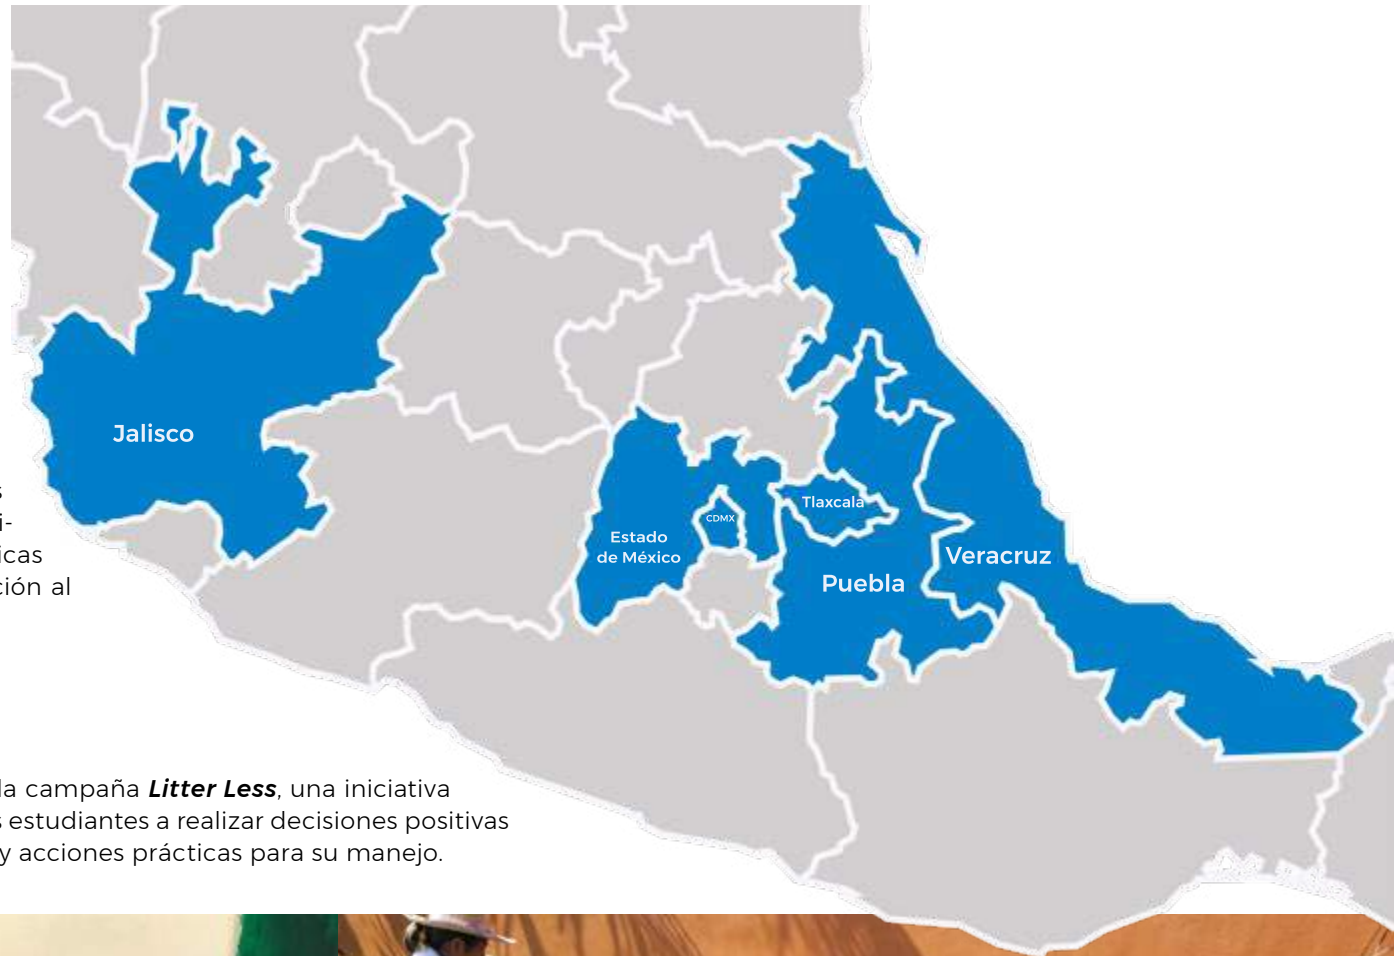 Jalisco
Tlaxcala
CDMX
Estado
de México
Veracruz
Puebla
s
i-
icas
ción al
la campaña Litter Less, una iniciativa
s estudiantes a realizar decisiones positivas
y acciones prácticas para su manejo.